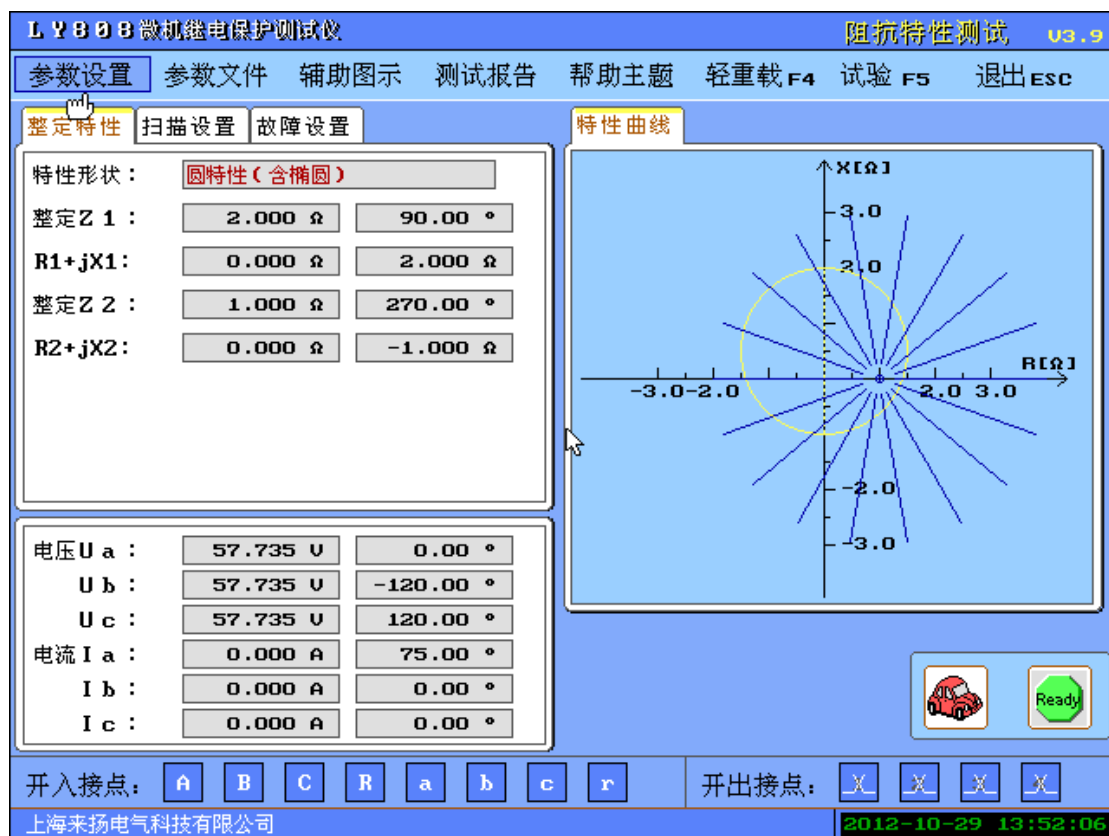 LY808微机继电保护测试仪 阻抗特性测试 V3.9
参数设置 参数文件 辅助图示 测试报告 帮助主题 轻重载F4 试验 F5 退出ESC
整定特性 扫描设置 故障设置 特性曲线
特性形状： 圆特性(含椭圆)
整定Z1： 2.000 Ω 90.00 °
R1+jX1: 0.000 Ω 2.000 Ω
整定Z2： 1.000 Ω 270.00 °
R2+jX2: 0.000 Ω -1.000 Ω
X[Ω]
3.0
2.0
R[Ω]
-3.0 -2.0 2.0 3.0
-2.0
-3.0
电压Ua： 57.735 V 0.00 °
Ub： 57.735 V -120.00 °
Uc： 57.735 V 120.00 °
电流Ia： 0.000 A 75.00 °
Ib： 0.000 A 0.00 °
Ic： 0.000 A 0.00 °
Ready
开入接点： A B C R a b c r 开出接点： X X X X
上海来扬电气科技有限公司 2012-10-29 13:52:06